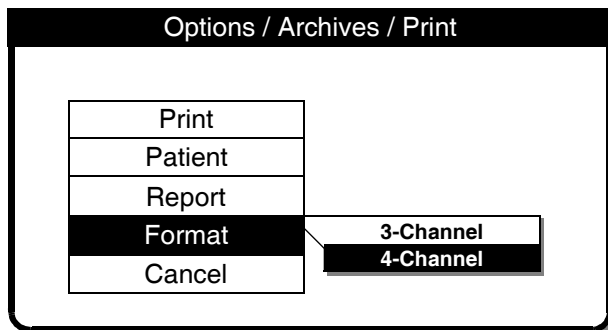 Options / Archives / Print
Print
Patient
Report
Format
3-Channel
4-Channel
Cancel